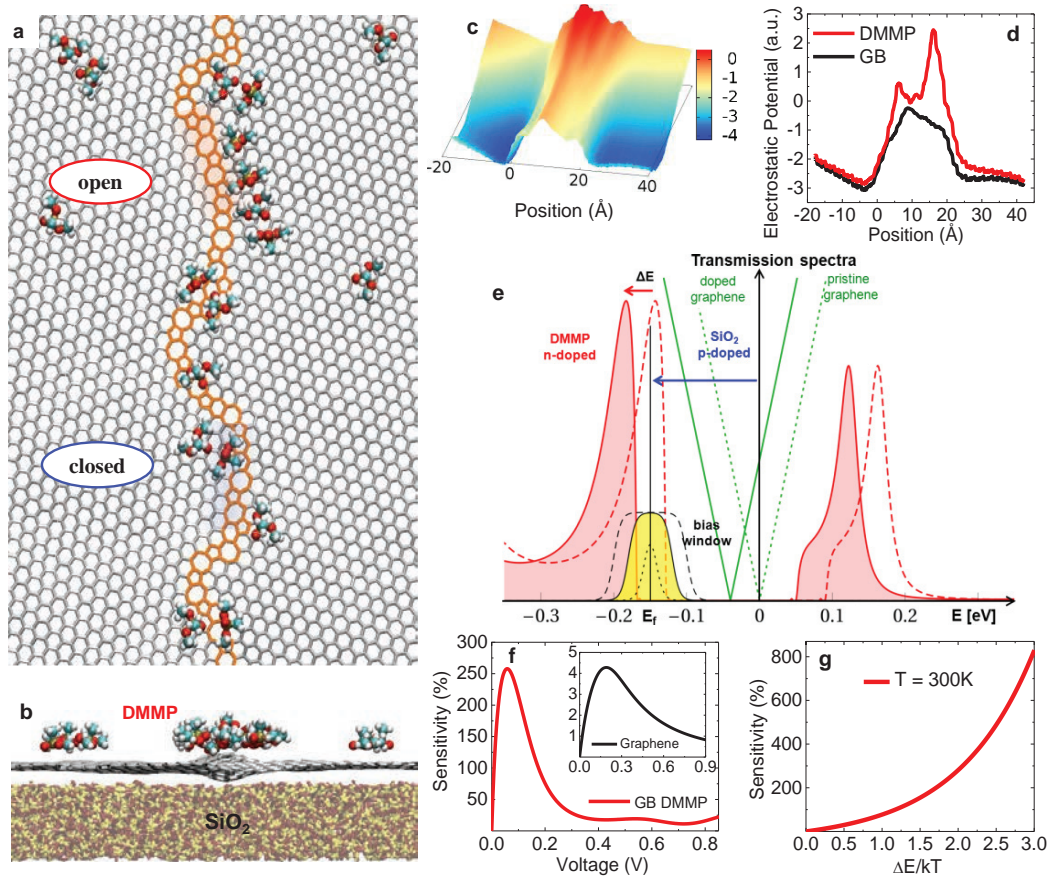 a
open
closed
b
DMMP
SiO2
c
0
-1
-2
-3
-4
-20
0
20
40
Position (Å)
d
Electrostatic Potential (a.u.)
3
2
1
0
-1
-2
-3
DMMP
GB
-20 -10 0 10 20 30 40
Position (Å)
e
Transmission spectra
ΔE
doped
graphene
pristine
graphene
DMMP
n-doped
SiO2
p-doped
bias
window
−0.3 −0.2 Ef −0.1 0 0.2 E [eV]
f
Sensitivity (%)
300
250
200
150
100
50
5
4
3
2
1
Graphene
0.0 0.3 0.6 0.9
GB DMMP
0.0 0.2 0.4 0.6 0.8
Voltage (V)
g
Sensitivity (%)
800
600
400
200
T = 300K
0.0 0.5 1.0 1.5 2.0 2.5 3.0
ΔE/kT